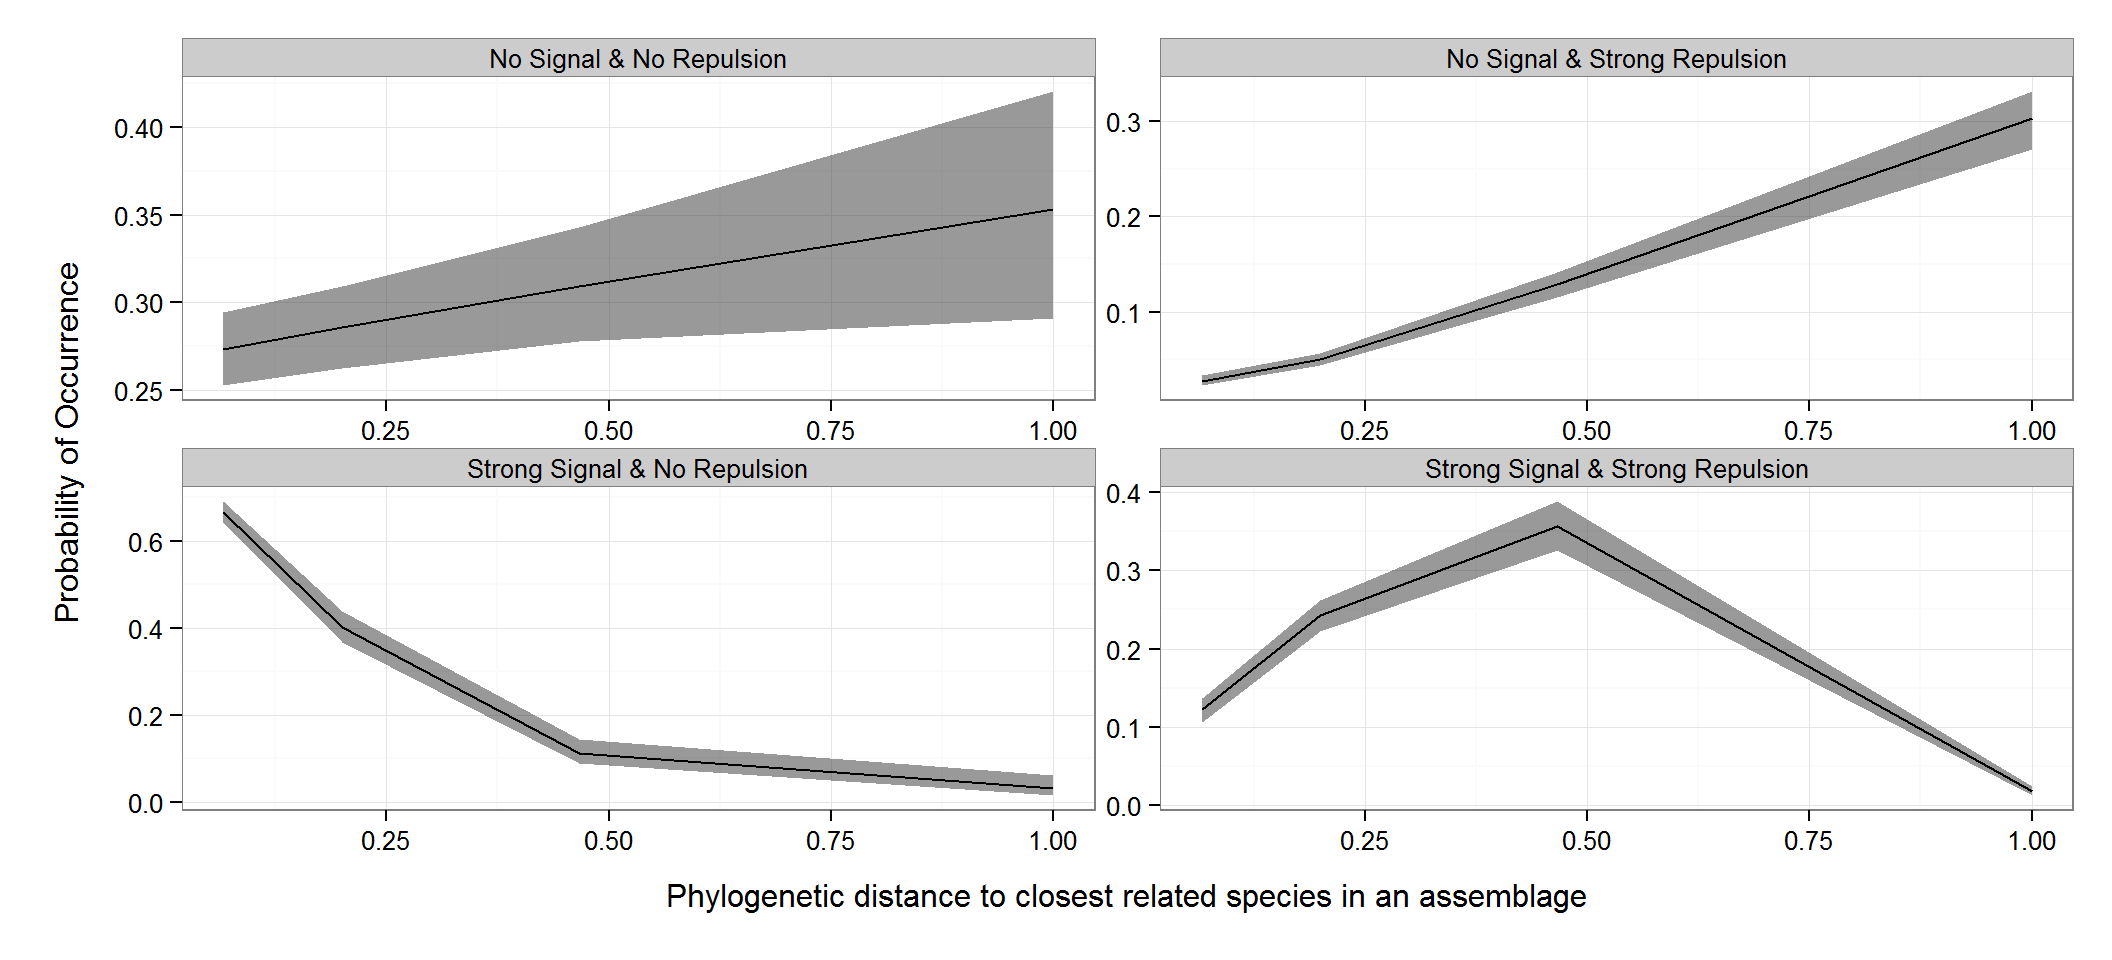 No Signal & No Repulsion
No Signal & Strong Repulsion
0.40
0.35
0.30
0.25
0.3
0.2
0.1
0.25 0.50 0.75 1.00
0.25 0.50 0.75 1.00
Strong Signal & No Repulsion
Strong Signal & Strong Repulsion
0.6
0.4
0.2
0.0
0.4
0.3
0.2
0.1
0.0
0.25 0.50 0.75 1.00
0.25 0.50 0.75 1.00
Probability of Occurrence
Phylogenetic distance to closest related species in an assemblage